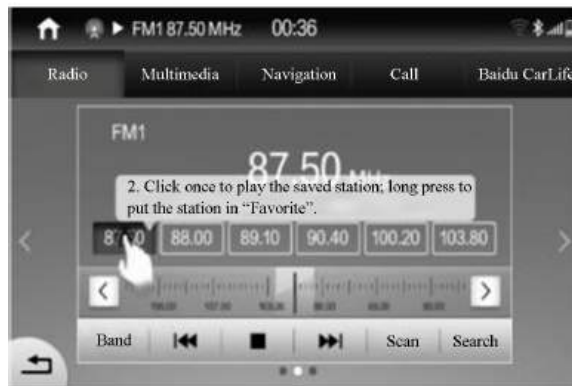 FM1 87.50 MHz 00:36
Radio Multimedia Navigation Call Baidu CarLife
FM1
87.50
2. Click once to play the saved station; long press to
put the station in “Favorite”.
88.00 89.10 90.40 100.20 103.80
Band Scan Search